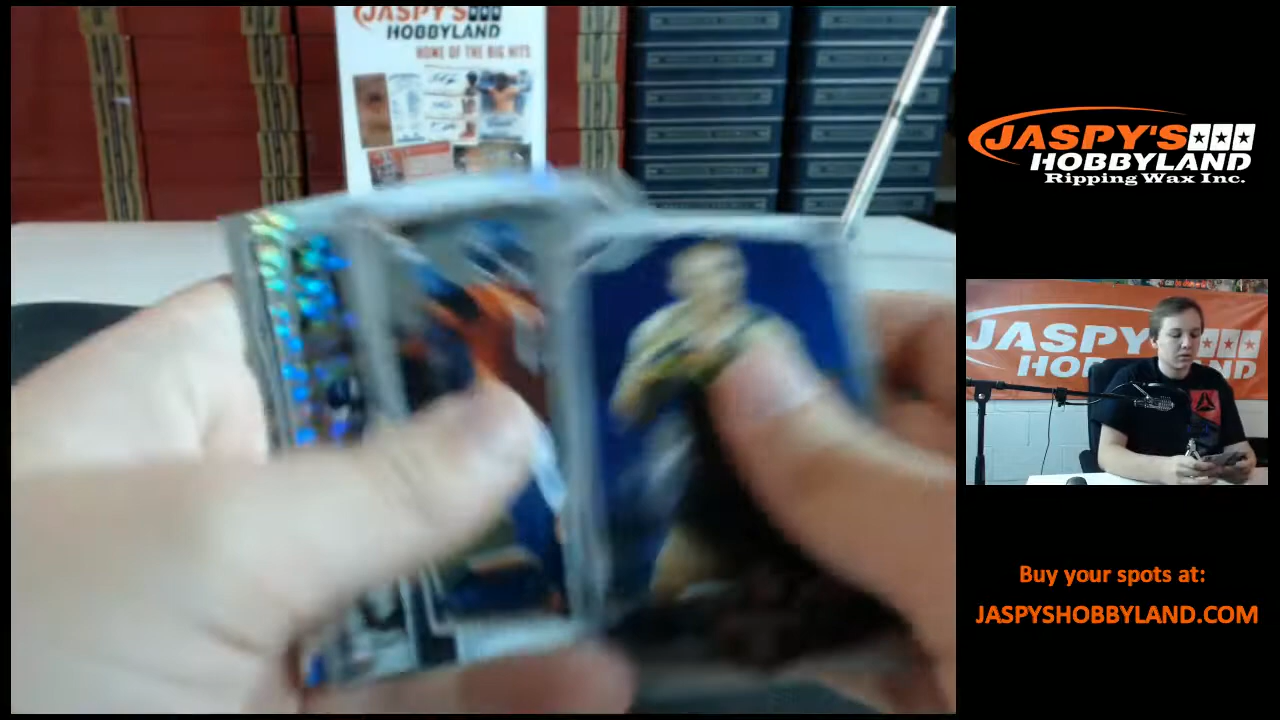 JASPY'S
HOBBYLAND
HOME OF THE BIG HITS
JASPY'S
HOBBYLAND
Ripping Wax Inc.
JASPY
HO
Buy your spots at:
JASPYSHOBBYLAND.COM